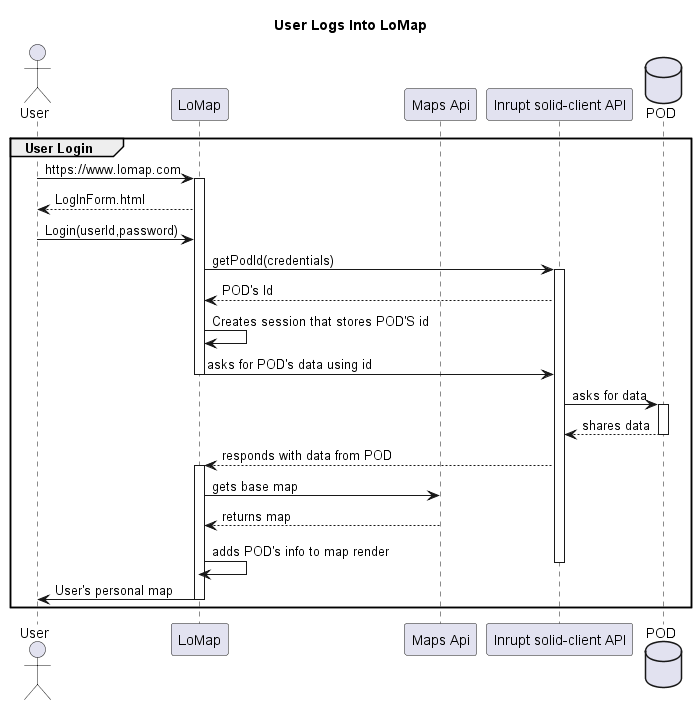 User Logs Into LoMap
User
LoMap
Maps Api
Inrupt solid-client API
POD
User Login
https://www.lomap.com
LogInForm.html
Login(userId,password)
getPodId(credentials)
POD's Id
Creates session that stores POD'S id
asks for POD's data using id
asks for data
shares data
responds with data from POD
gets base map
returns map
adds POD's info to map render
User's personal map
User
LoMap
Maps Api
Inrupt solid-client API
POD